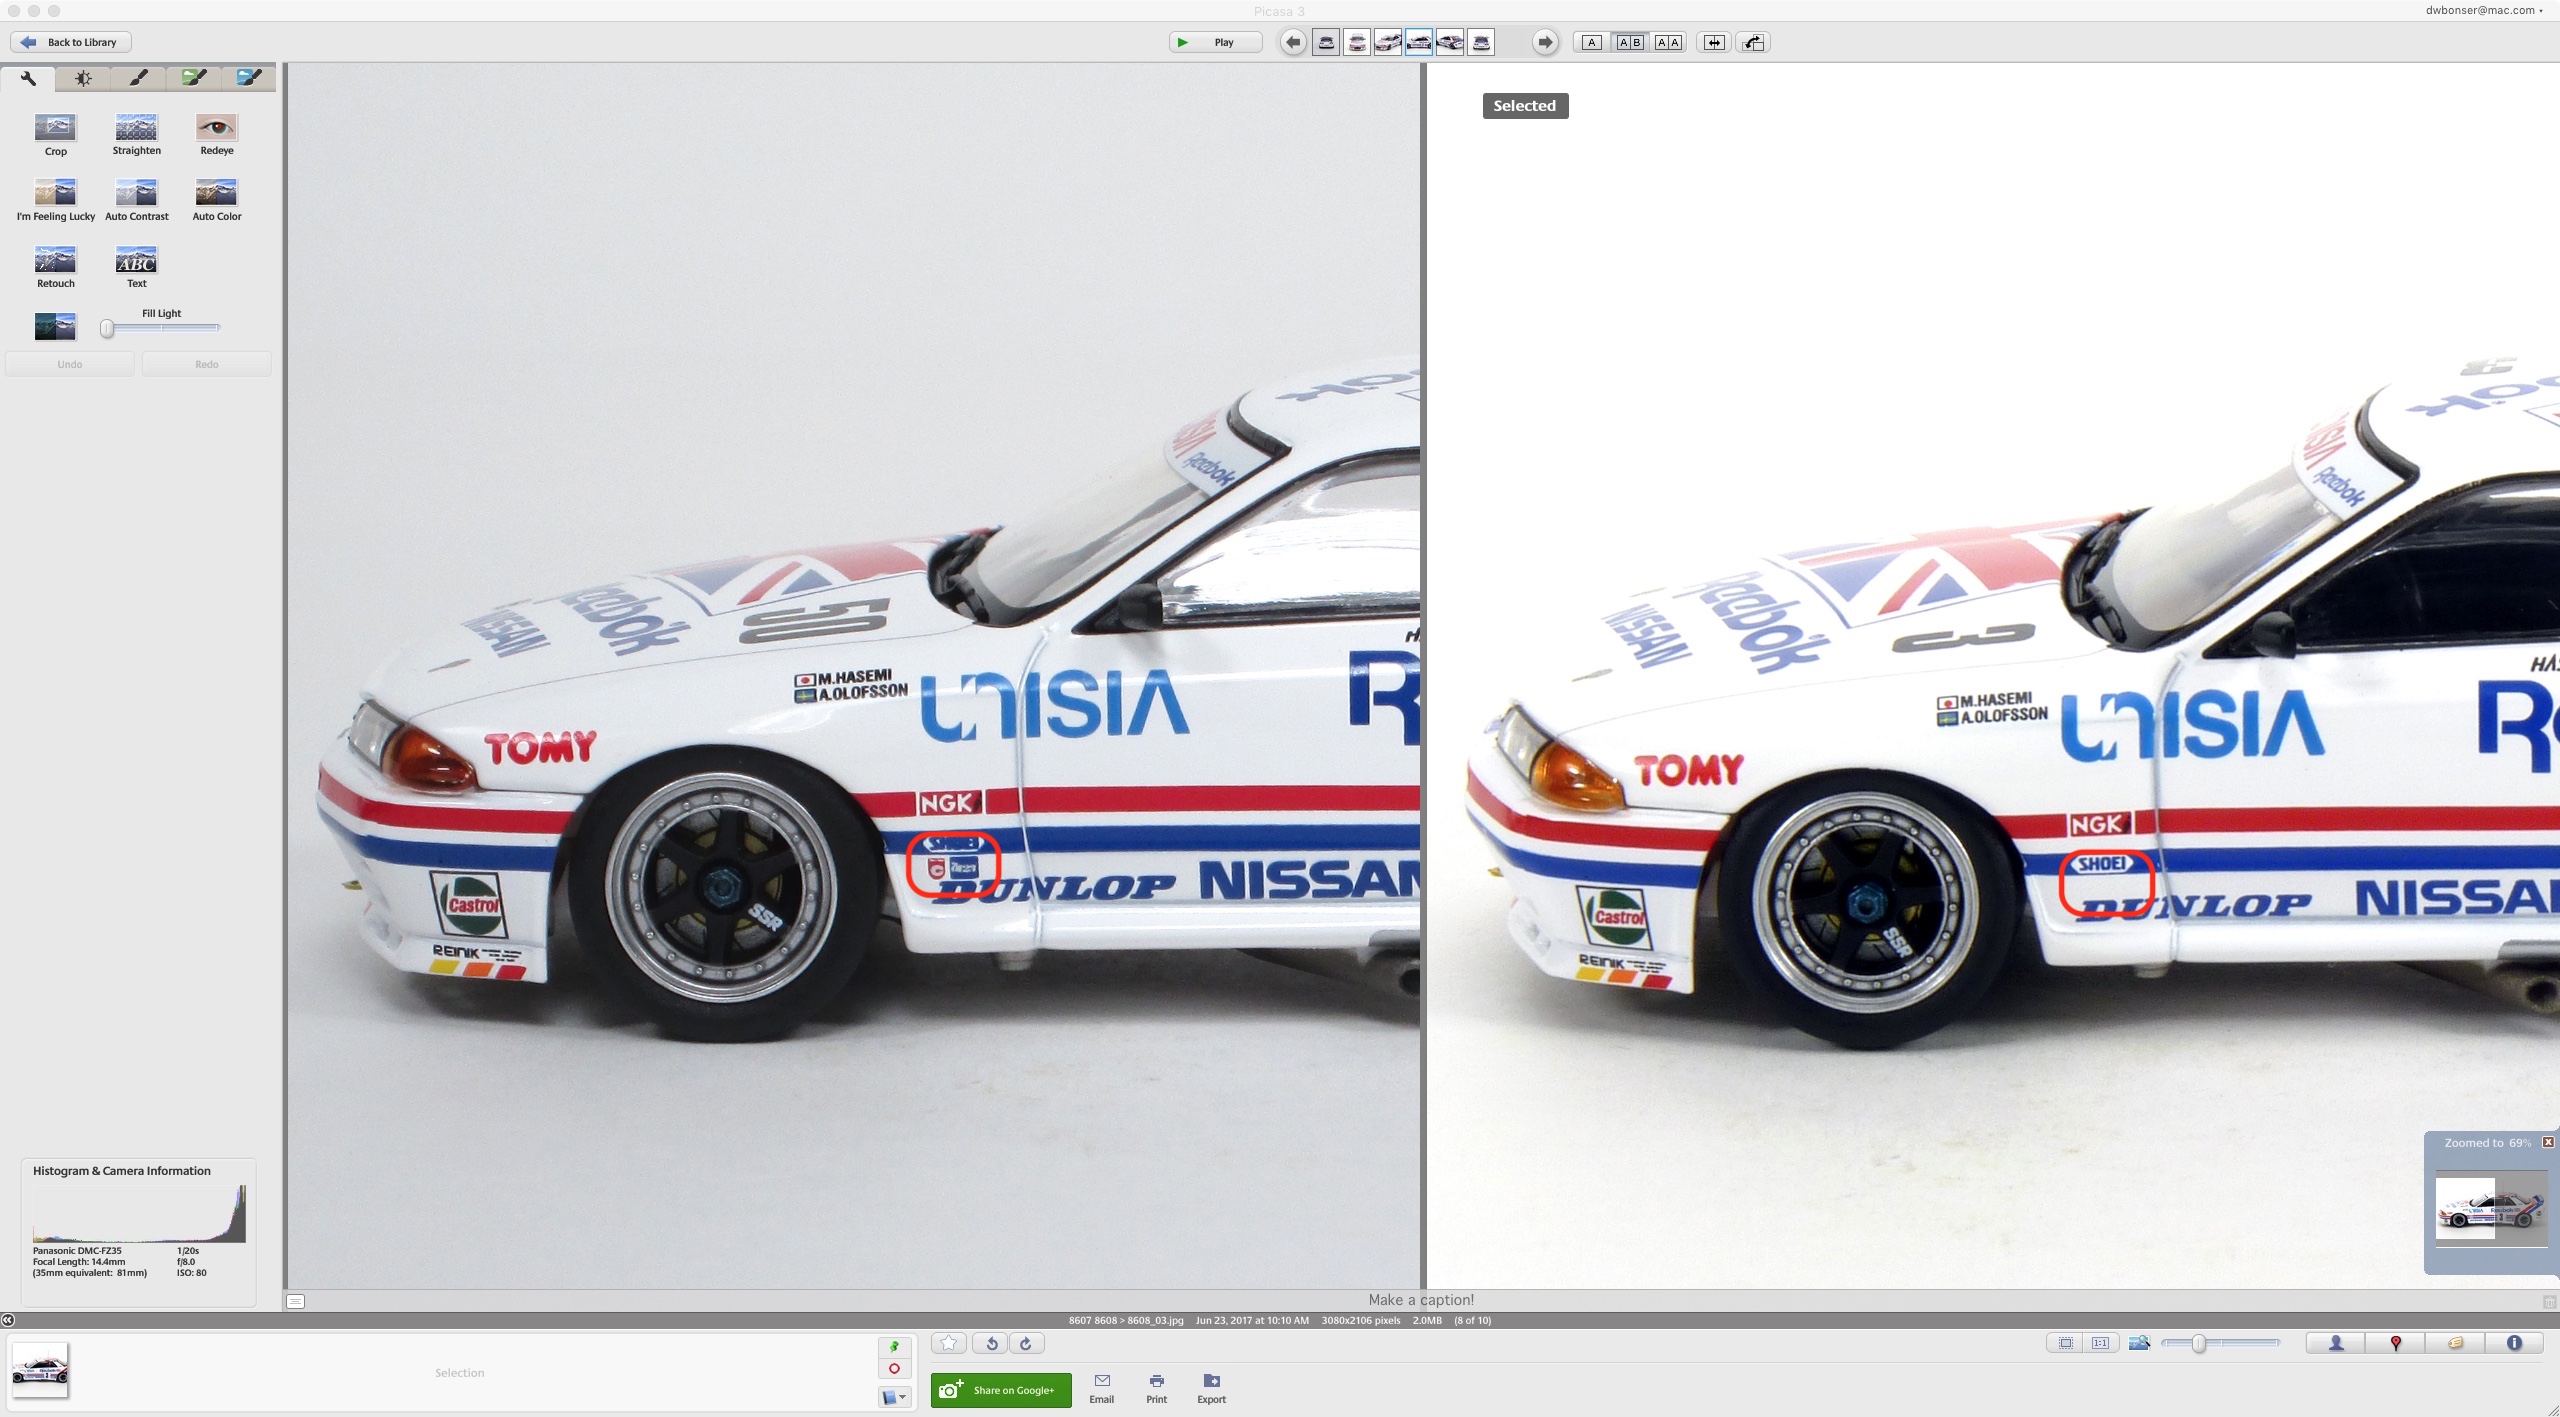 Picasa 3
dwbonser@mac.com
Back to Library
Play
A
A B
A A
Crop
Straighten
Redeye
I'm Feeling Lucky
Auto Contrast
Auto Color
Retouch
ABC
Text
Fill Light
Undo
Redo
Histogram & Camera Information
Panasonic DMC-FZ35
1/20s
Focal Length: 14.4mm
f/8.0
(35mm equivalent: 81mm)
ISO: 80
UNISIA
Reebok
50
Reebok
NISSAN
M.HASEMI
A.OLOFSSON
UNISIA
TOMY
NGK
SHOEI
DUNLOP
NISSAN
SSR
Castrol
REINIK
Selected
Reebok
3
Reebok
NISSAN
M.HASEMI
A.OLOFSSON
UNISIA
TOMY
NGK
SHOEI
DUNLOP
NISSAN
SSR
Castrol
REINIK
Zoomed to 69%
Make a caption!
8607 8608 > 8608_03.jpg Jun 23, 2017 at 10:10 AM 3080x2106 pixels 2.0MB (8 of 10)
Selection
1:1
Share on Google+
Email
Print
Export